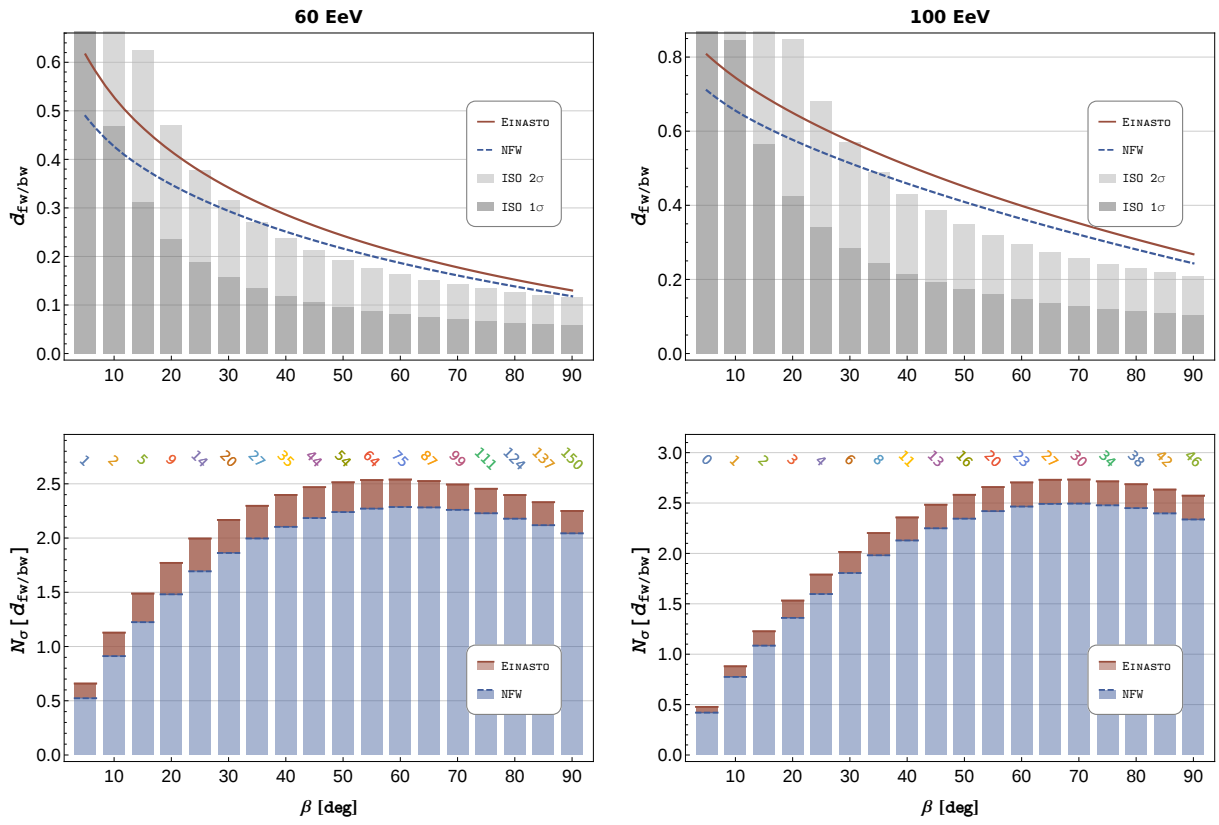 60 EeV
d_fw/bw
0.6
0.5
0.4
0.3
0.2
0.1
0.0
EINASTO
NFW
ISO 2σ
ISO 1σ
10 20 30 40 50 60 70 80 90
100 EeV
d_fw/bw
0.8
0.6
0.4
0.2
0.0
EINASTO
NFW
ISO 2σ
ISO 1σ
10 20 30 40 50 60 70 80 90
N_σ [ d_fw/bw ]
1 2 5 9 14 20 27 35 44 54 64 75 87 99 111 124 137 150
2.5
2.0
1.5
1.0
0.5
0.0
EINASTO
NFW
10 20 30 40 50 60 70 80 90
β [deg]
N_σ [ d_fw/bw ]
3.0
0 1 2 3 4 6 8 11 13 16 20 23 27 30 34 38 42 46
2.5
2.0
1.5
1.0
0.5
0.0
EINASTO
NFW
10 20 30 40 50 60 70 80 90
β [deg]